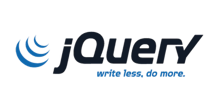 jQuery
write less, do more.